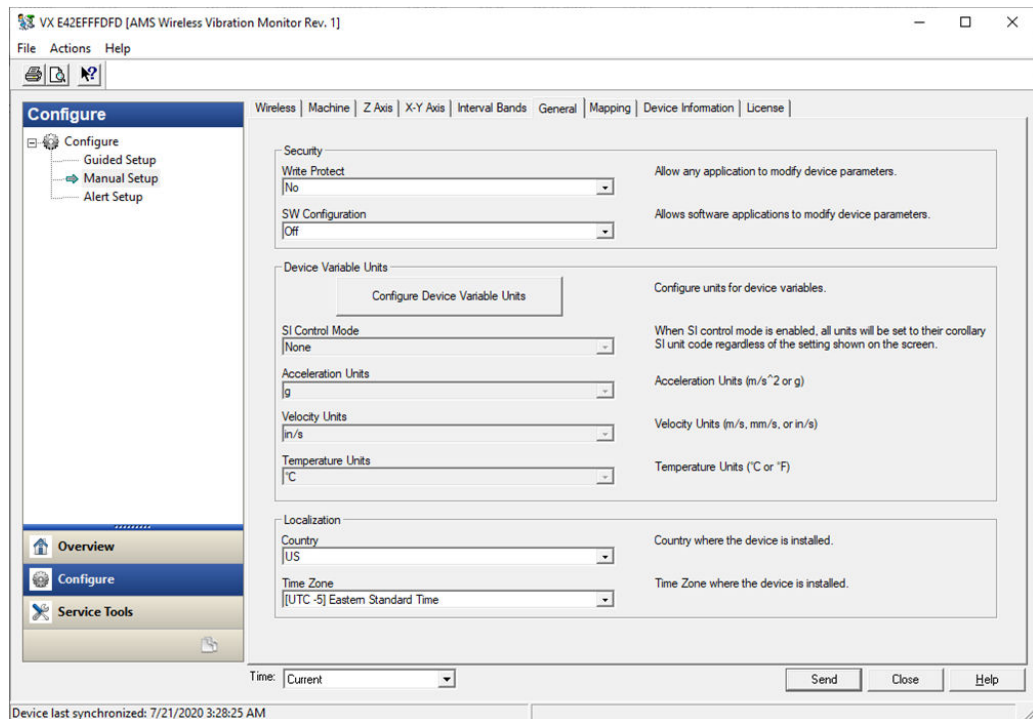 VX E42EFFFDFD [AMS Wireless Vibration Monitor Rev. 1]
File Actions Help
Configure
Configure
Guided Setup
Manual Setup
Alert Setup
Overview
Configure
Service Tools
Wireless Machine Z Axis X-Y Axis Interval Bands General Mapping Device Information License
Security
Write Protect
No
Allow any application to modify device parameters.
SW Configuration
Off
Allows software applications to modify device parameters.
Device Variable Units
Configure Device Variable Units
Configure units for device variables.
SI Control Mode
None
When SI control mode is enabled, all units will be set to their corollary
SI unit code regardless of the setting shown on the screen.
Acceleration Units
g
Acceleration Units (m/s^2 or g)
Velocity Units
in/s
Velocity Units (m/s, mm/s, or in/s)
Temperature Units
°C
Temperature Units (°C or °F)
Localization
Country
US
Country where the device is installed.
Time Zone
[UTC -5] Eastern Standard Time
Time Zone where the device is installed.
Time: Current
Send Close Help
Device last synchronized: 7/21/2020 3:28:25 AM